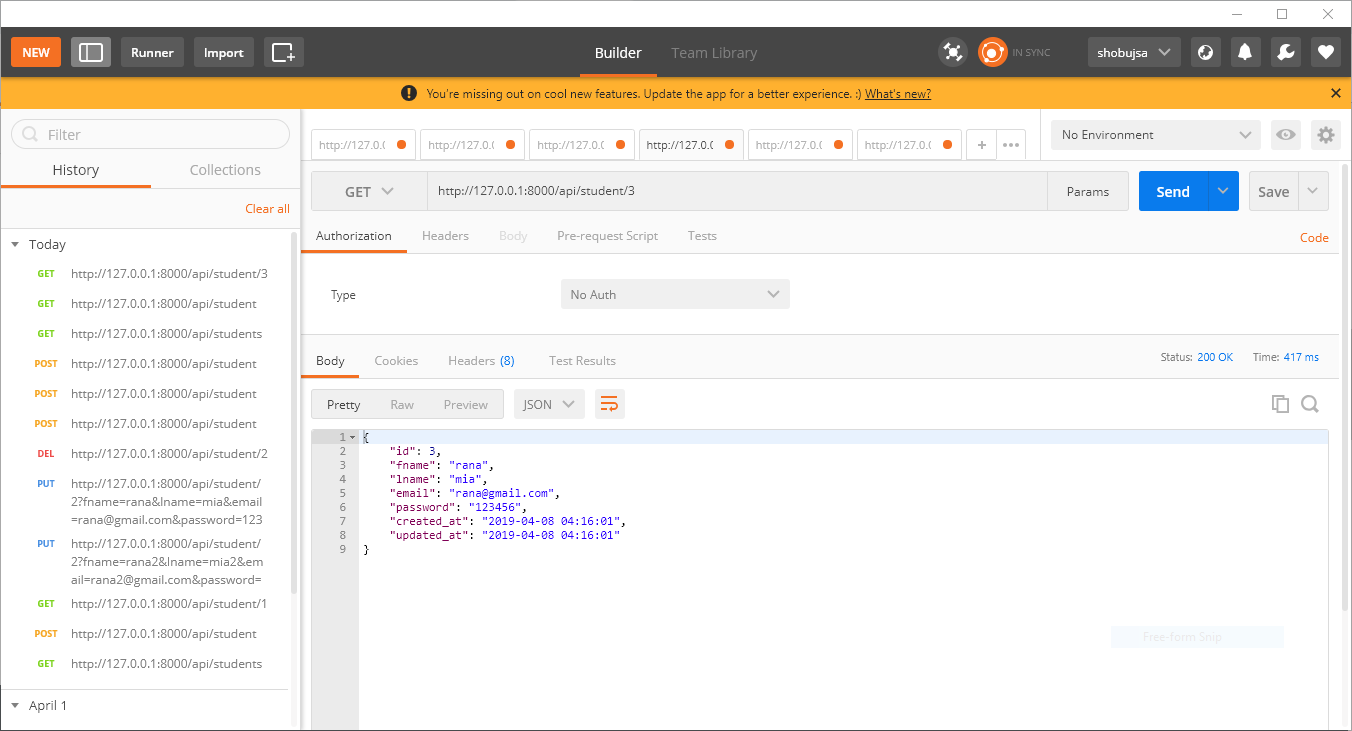 NEW Runner Import Builder Team Library IN SYNC shobujsa
! You're missing out on cool new features. Update the app for a better experience. :) What's new?
Filter
History Collections
Clear all
Today
GET http://127.0.0.1:8000/api/student/3
GET http://127.0.0.1:8000/api/student
GET http://127.0.0.1:8000/api/students
POST http://127.0.0.1:8000/api/student
POST http://127.0.0.1:8000/api/student
POST http://127.0.0.1:8000/api/student
DEL http://127.0.0.1:8000/api/student/2
PUT http://127.0.0.1:8000/api/student/
2?fname=rana&lname=mia&email
=rana@gmail.com&password=123
PUT http://127.0.0.1:8000/api/student/
2?fname=rana2&lname=mia2&em
ail=rana2@gmail.com&password=
GET http://127.0.0.1:8000/api/student/1
POST http://127.0.0.1:8000/api/student
GET http://127.0.0.1:8000/api/students
April 1
http://127.0.( http://127.0.( http://127.0.( http://127.0.( http://127.0.( http://127.0.( + ••• No Environment
GET http://127.0.0.1:8000/api/student/3 Params Send Save
Authorization Headers Body Pre-request Script Tests Code
Type No Auth
Body Cookies Headers (8) Test Results Status: 200 OK Time: 417 ms
Pretty Raw Preview JSON
1 {
2 "id": 3,
3 "fname": "rana",
4 "lname": "mia",
5 "email": "rana@gmail.com",
6 "password": "123456",
7 "created_at": "2019-04-08 04:16:01",
8 "updated_at": "2019-04-08 04:16:01"
9 }
Free-form Snip